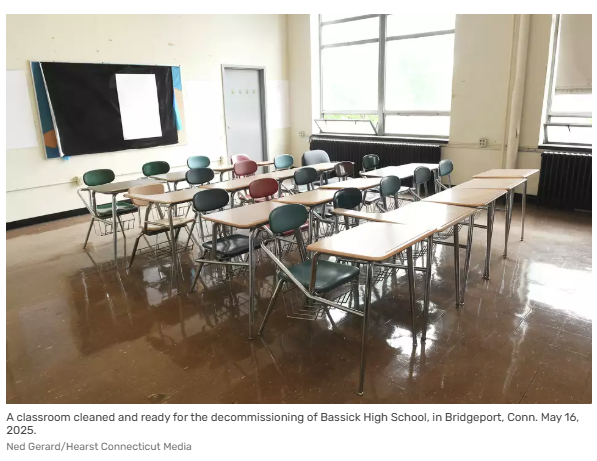 A classroom cleaned and ready for the decommissioning of Bassick High School, in Bridgeport, Conn. May 16,
2025.
Ned Gerard/Hearst Connecticut Media